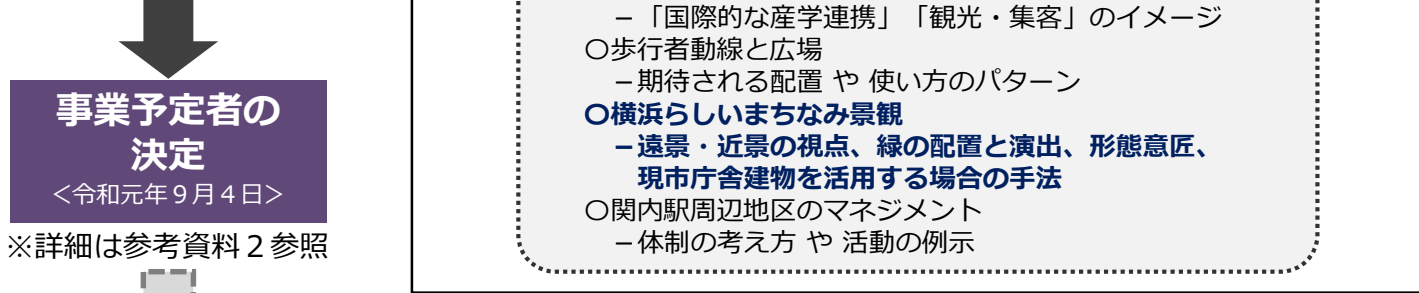 －「国際的な産学連携」「観光・集客」のイメージ
〇歩行者動線と広場
－期待される配置 や 使い方のパターン
〇横浜らしいまちなみ景観
－遠景・近景の視点、緑の配置と演出、形態意匠、
現市庁舎建物を活用する場合の手法
〇関内駅周辺地区のマネジメント
－体制の考え方 や 活動の例示
事業予定者の
決定
＜令和元年９月４日＞
※詳細は参考資料２参照